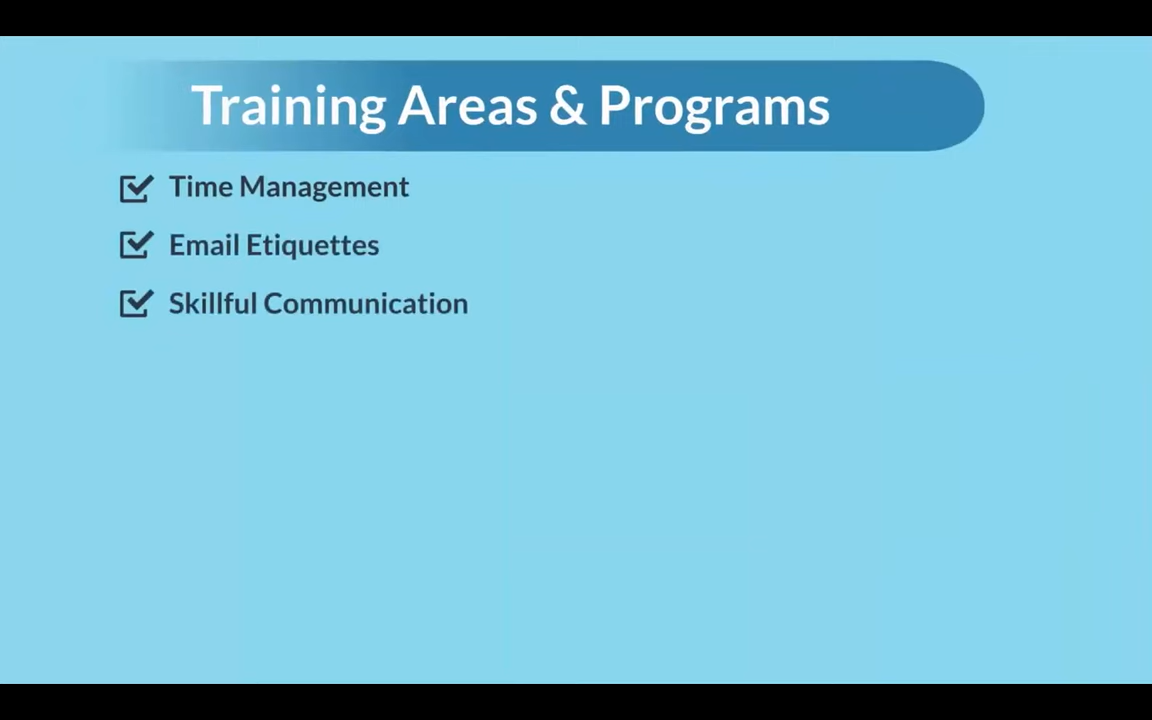 Training Areas & Programs
Time Management
Email Etiquettes
Skillful Communication